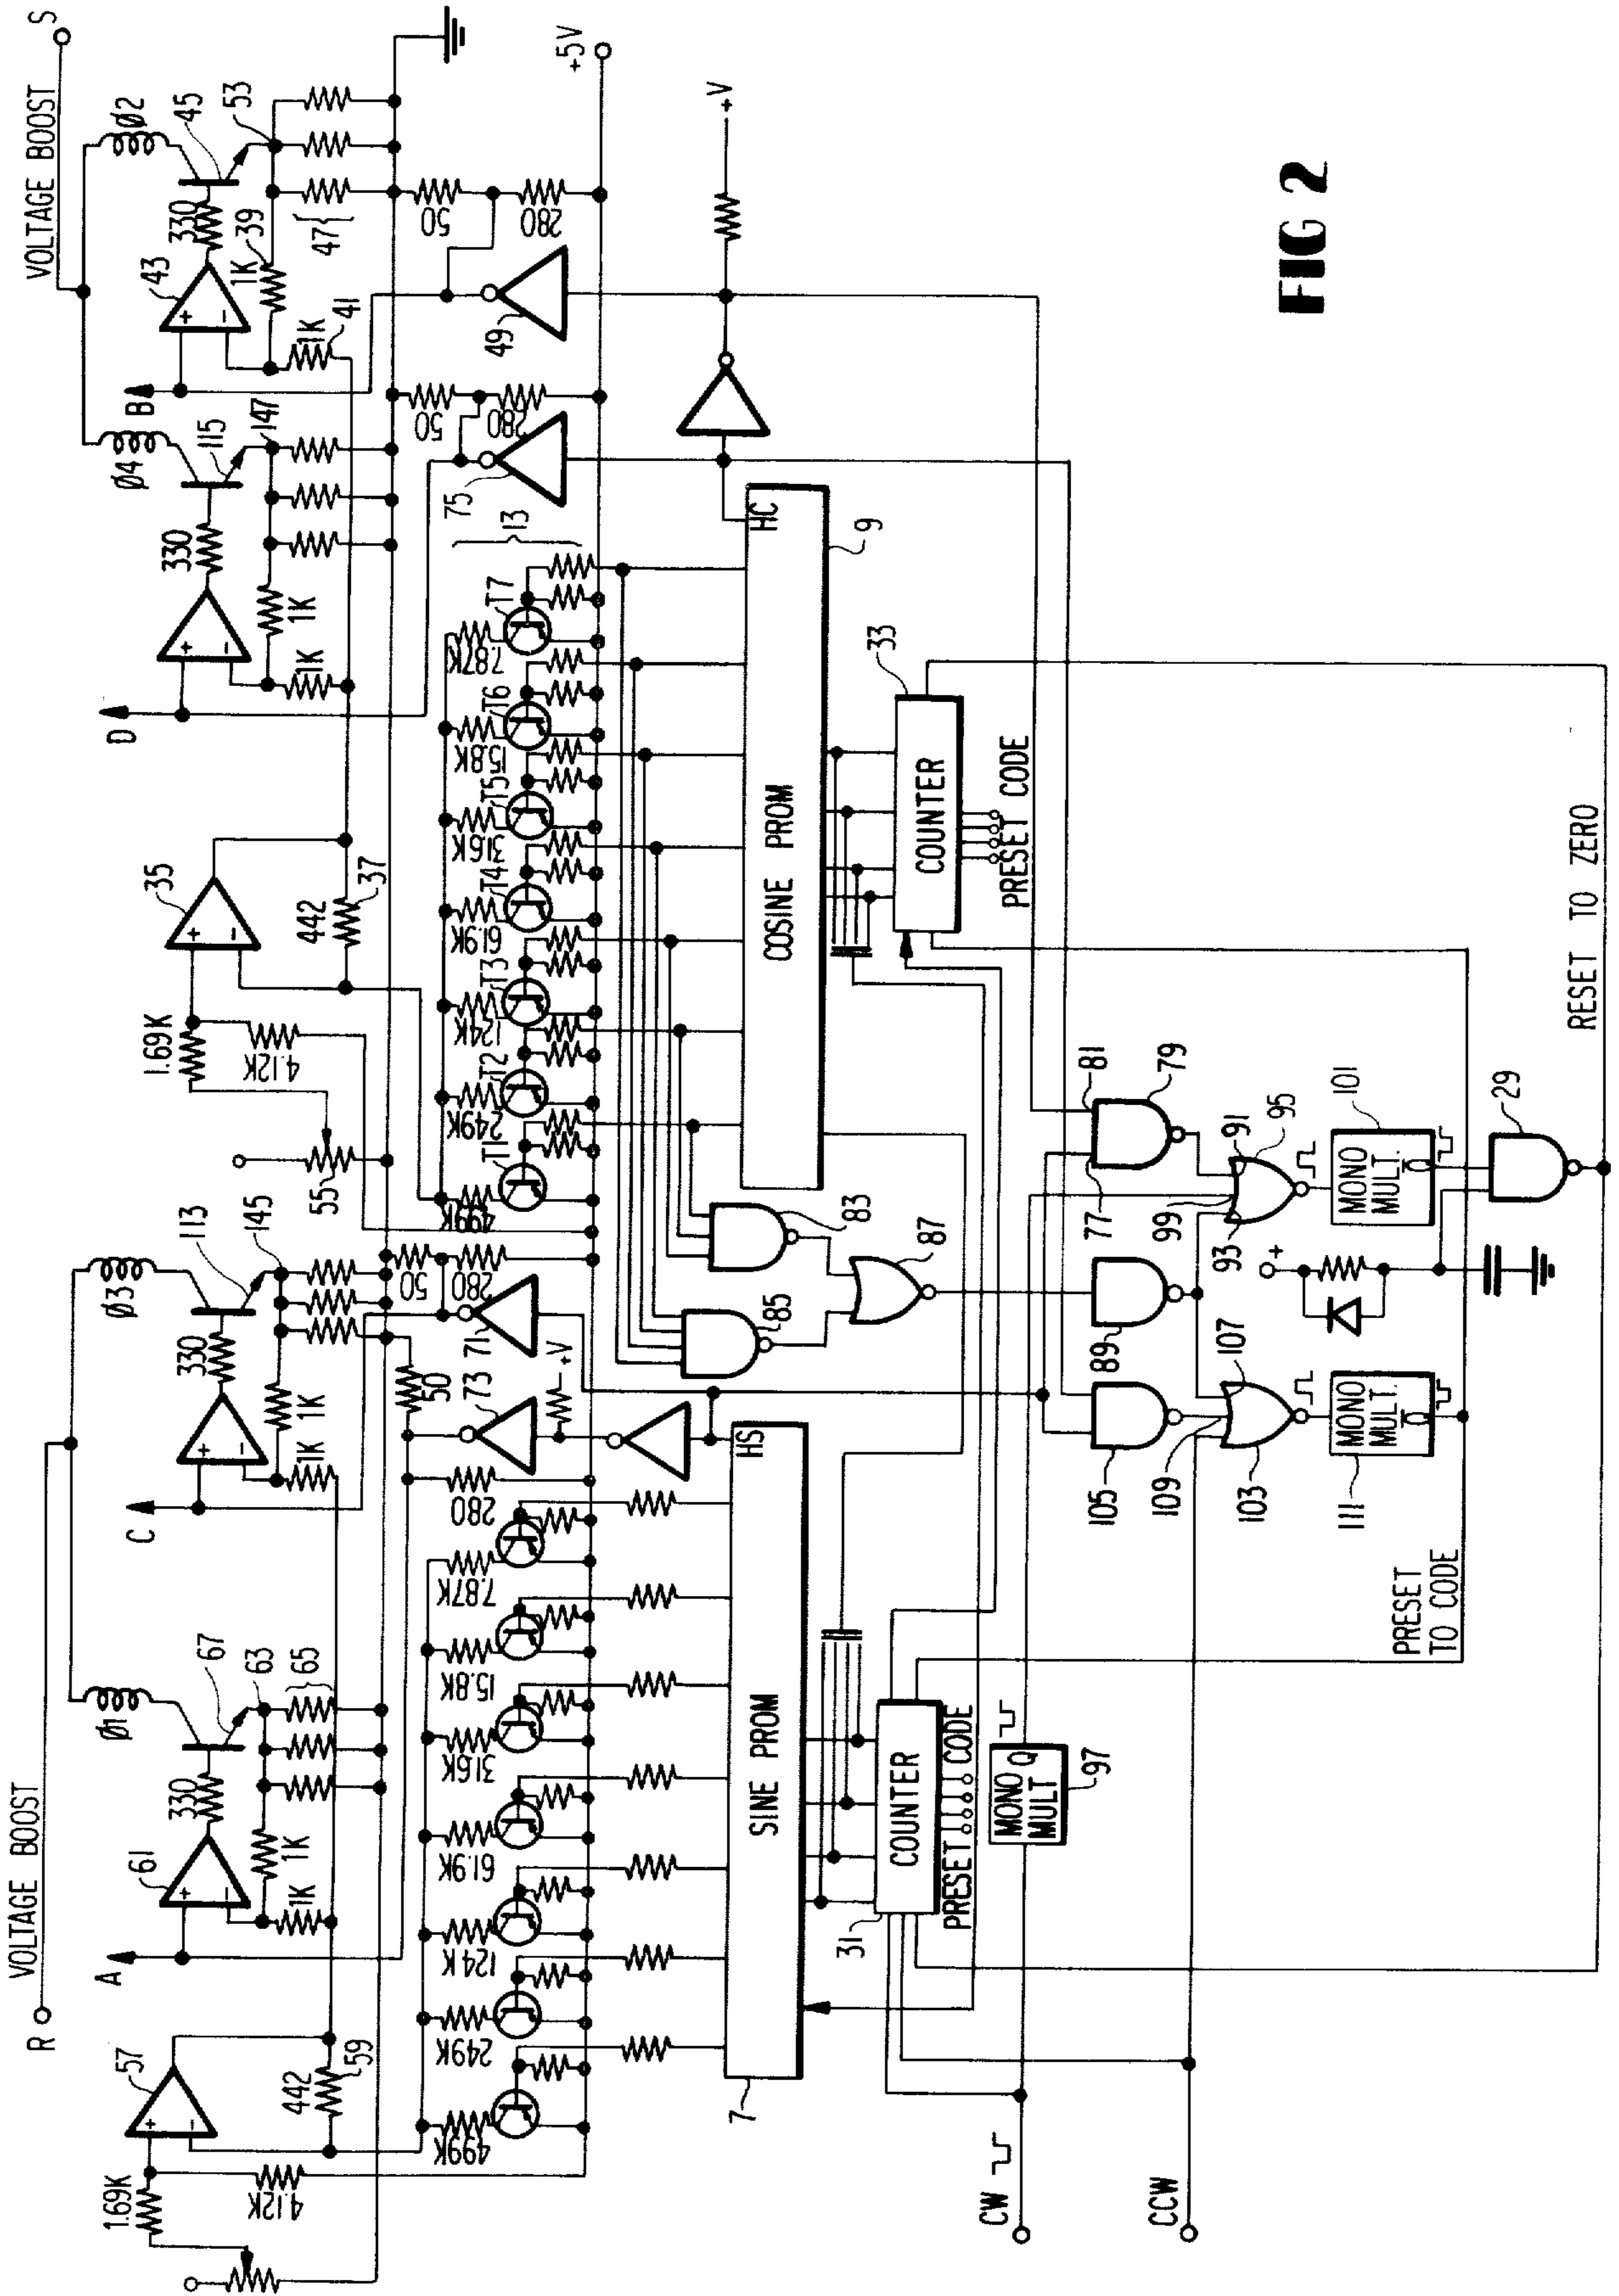 VOLTAGE BOOST
S
R
VOLTAGE BOOST
Ø1
Ø3
Ø4
Ø2
A
C
D
B
57
+
-
1.69K
4.12K
442
59
61
+
-
330
67
63
65
1K
1K
+
-
330
113
145
1K
1K
55
1.69K
4.12K
35
+
-
442
37
+
-
330
115
147
1K
1K
43
+
-
330
45
53
1K
39
1K
41
47
50
280
49
50
280
75
+5V
+V
50
280
71
50
73
+V
280
499K
249K
124K
61.9K
31.6K
15.8K
7.87K
499K
249K
124K
61.9K
31.6K
15.8K
7.87K
T1
T2
T3
T4
T5
T6
T7
13
SINE PROM
HS
7
COSINE PROM
HC
9
83
85
87
COUNTER
31
PRESET CODE
COUNTER
33
PRESET CODE
MONO
MULT
Q
97
CW
CCW
105
89
77
81
79
109
107
103
99
93
91
95
MONO
MULT.
111
MONO
MULT.
101
+
29
PRESET
TO CODE
RESET TO ZERO
FIG 2